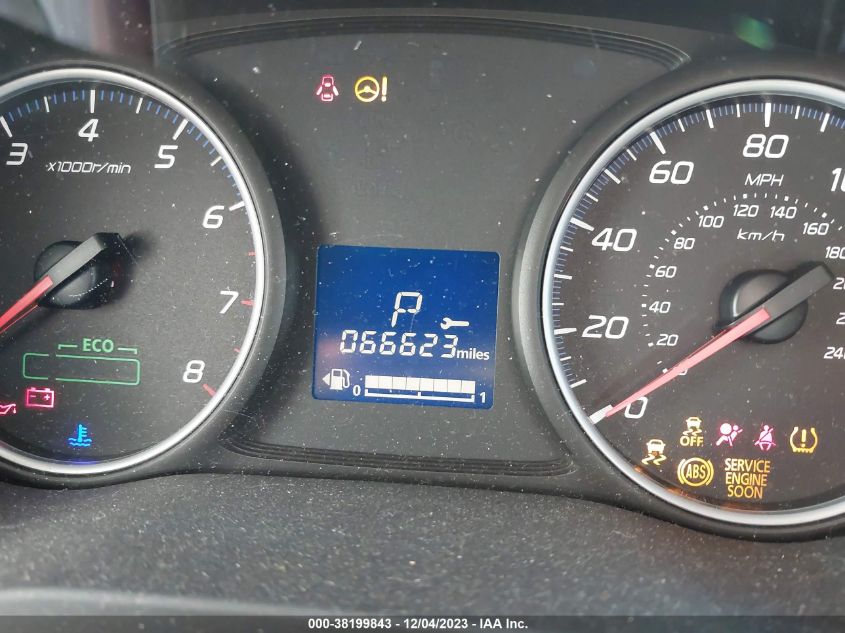 3
4
5
6
7
8
x1000r/min
ECO
P
066623 miles
0 1
0
20
40
60
80
MPH
km/h
20
40
60
80
100
120
140
160
180
240
OFF
ABS
SERVICE
ENGINE
SOON
000-38199843 - 12/04/2023 - IAA Inc.